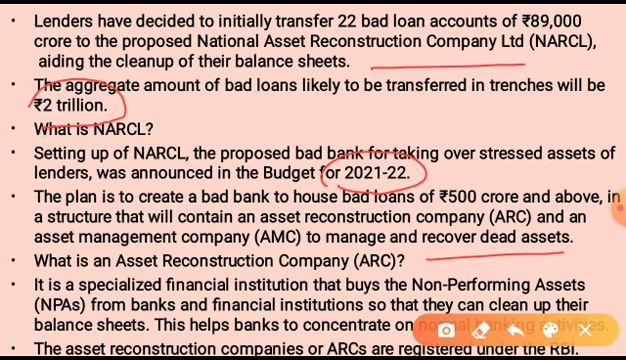 • Lenders have decided to initially transfer 22 bad loan accounts of ₹89,000
crore to the proposed National Asset Reconstruction Company Ltd (NARCL),
aiding the cleanup of their balance sheets.
• The aggregate amount of bad loans likely to be transferred in trenches will be
₹2 trillion.
• What is NARCL?
• Setting up of NARCL, the proposed bad bank for taking over stressed assets of
lenders, was announced in the Budget for 2021-22.
• The plan is to create a bad bank to house bad loans of ₹500 crore and above, in
a structure that will contain an asset reconstruction company (ARC) and an
asset management company (AMC) to manage and recover dead assets.
• What is an Asset Reconstruction Company (ARC)?
• It is a specialized financial institution that buys the Non-Performing Assets
(NPAs) from banks and financial institutions so that they can clean up their
balance sheets. This helps banks to concentrate on normal banking activities.
• The asset reconstruction companies or ARCs are registered under the RBI.